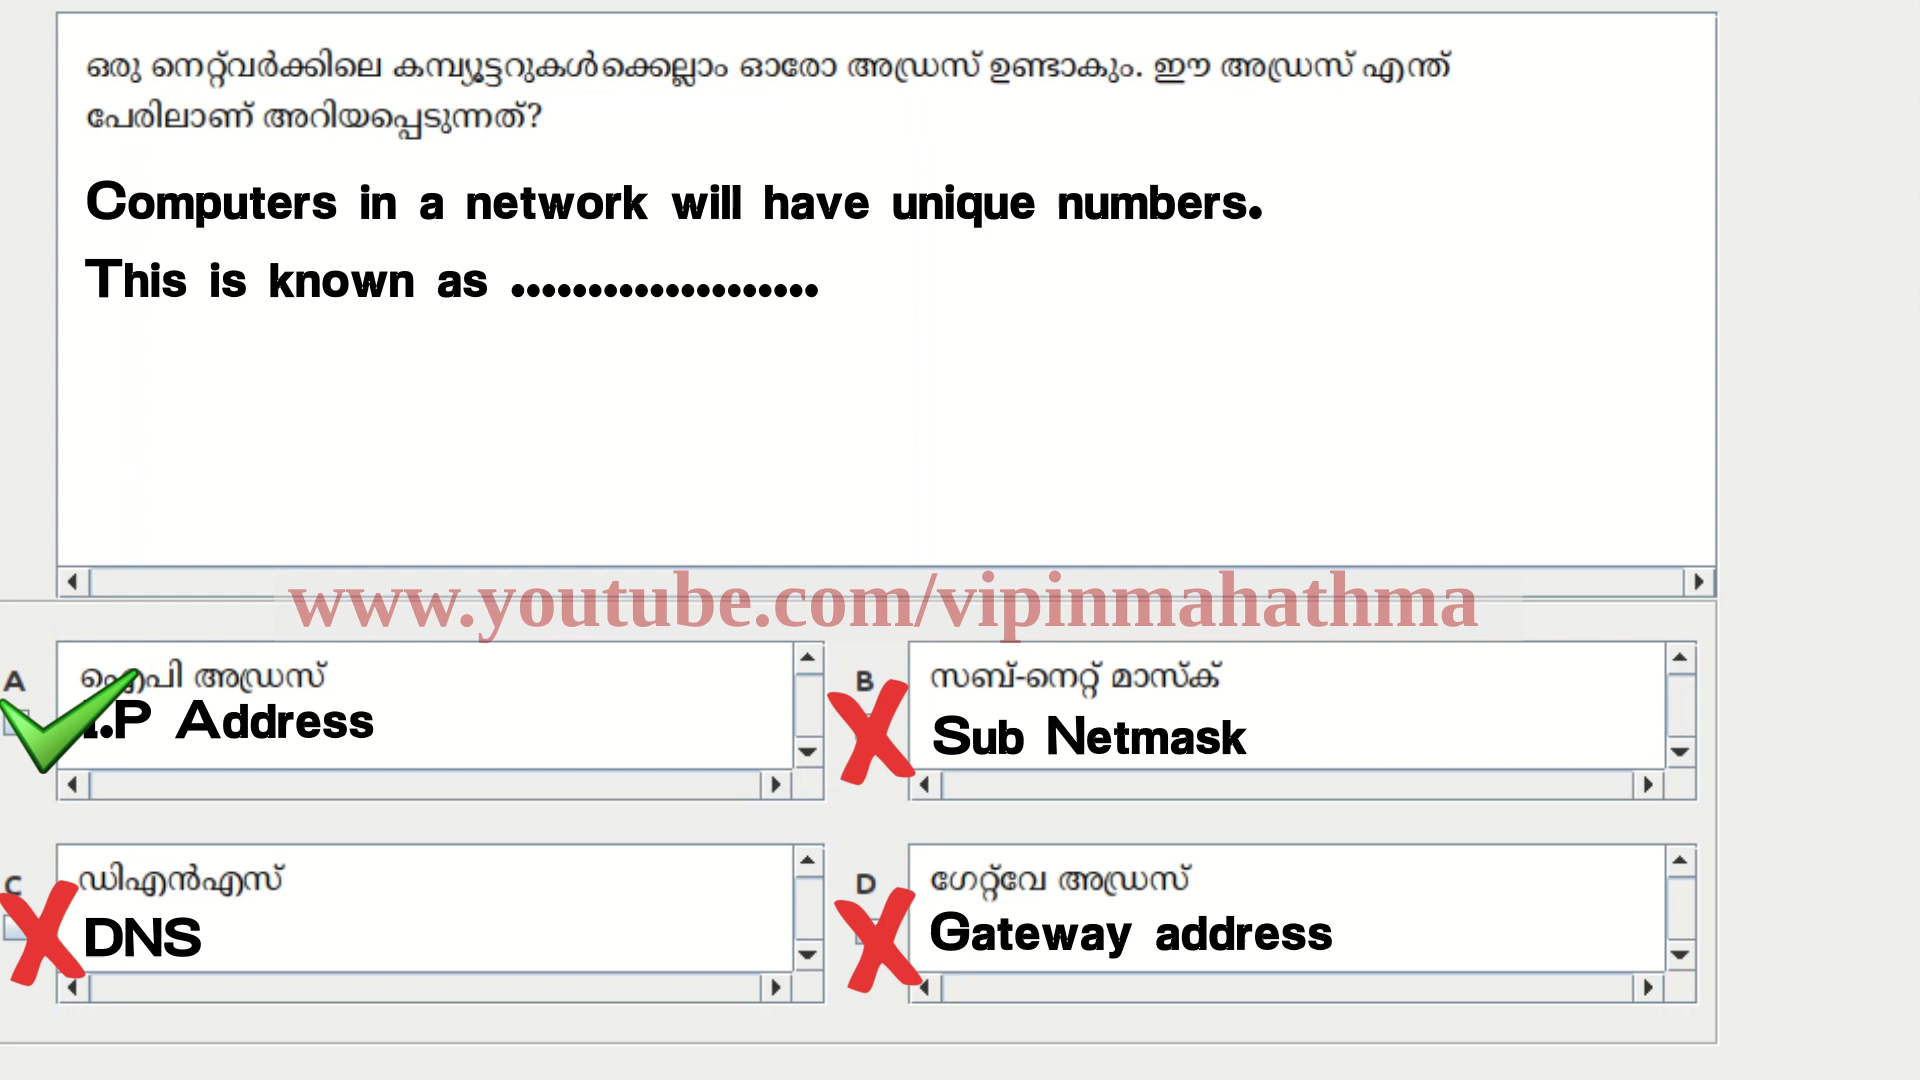 ഒരു നെറ്റ്‌വർക്കിലെ കമ്പ്യൂട്ടറുകൾക്കെല്ലാം ഓരോ അഡ്രസ് ഉണ്ടാകും. ഈ അഡ്രസ് എന്ത്
പേരിലാണ് അറിയപ്പെടുന്നത്?
Computers in a network will have unique numbers.
This is known as ....................
www.youtube.com/vipinmahathma
A
ഐപി അഡ്രസ്
I.P Address
B
സബ്-നെറ്റ് മാസ്ക്
Sub Netmask
C
ഡിഎൻഎസ്
DNS
D
ഗേറ്റ്‌വേ അഡ്രസ്
Gateway address